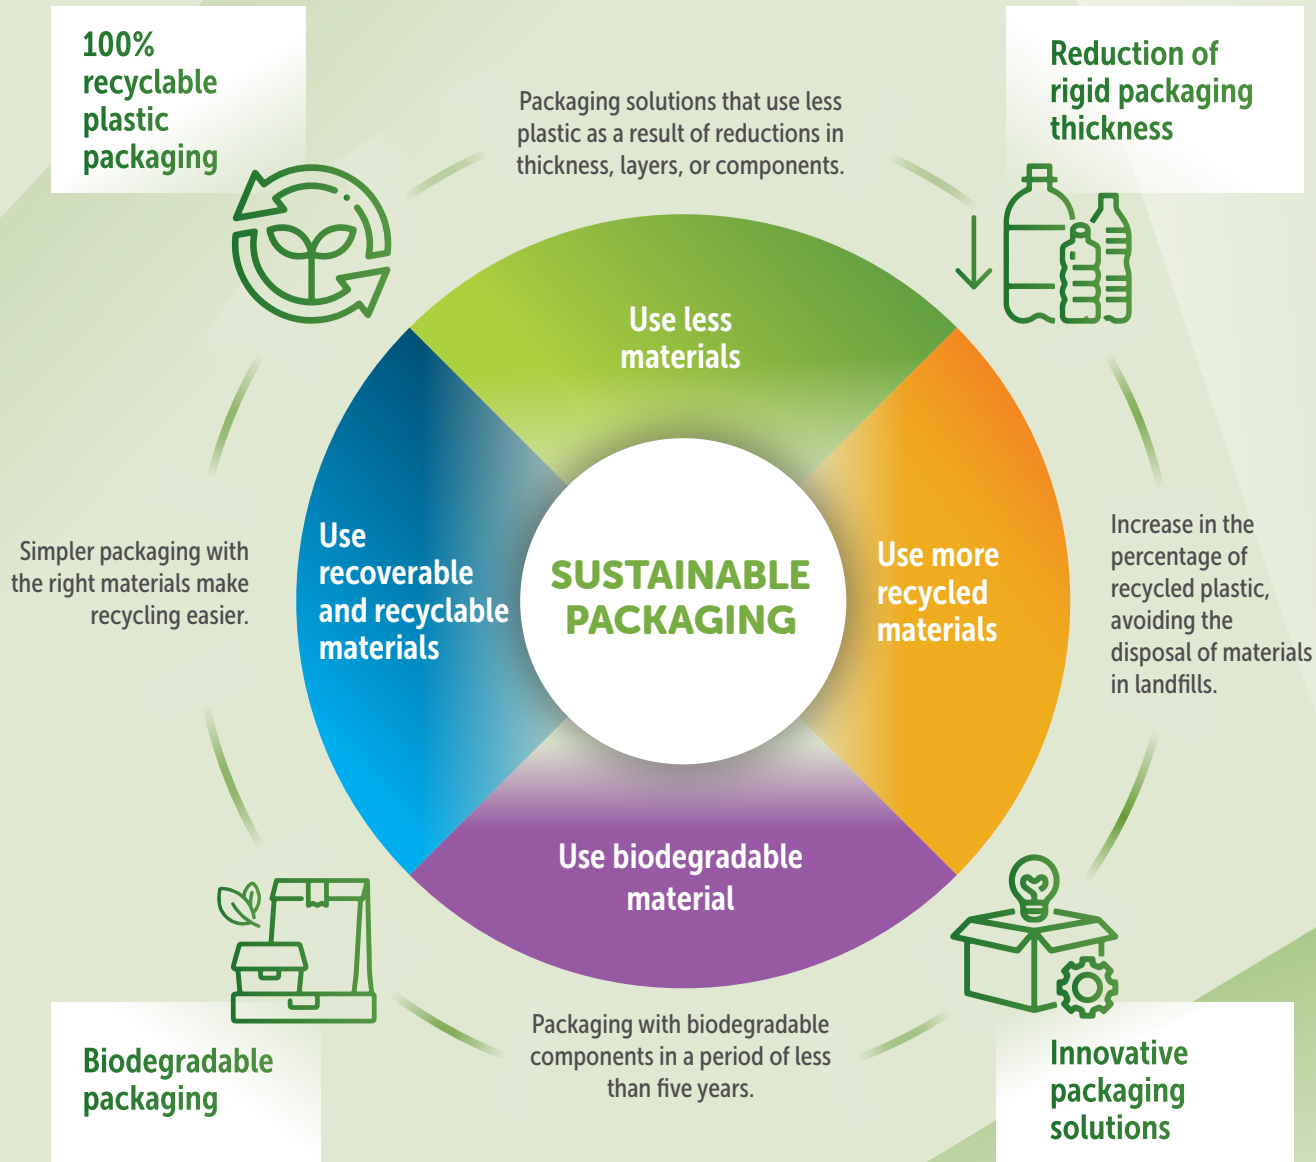 100%
recyclable
plastic
packaging
Packaging solutions that use less
plastic as a result of reductions in
thickness, layers, or components.
Reduction of
rigid packaging
thickness
Use less
materials
Simpler packaging with
the right materials make
recycling easier.
Use
recoverable
and recyclable
materials
SUSTAINABLE
PACKAGING
Use more
recycled
materials
Increase in the
percentage of
recycled plastic,
avoiding the
disposal of materials
in landfills.
Use biodegradable
material
Biodegradable
packaging
Packaging with biodegradable
components in a period of less
than five years.
Innovative
packaging
solutions